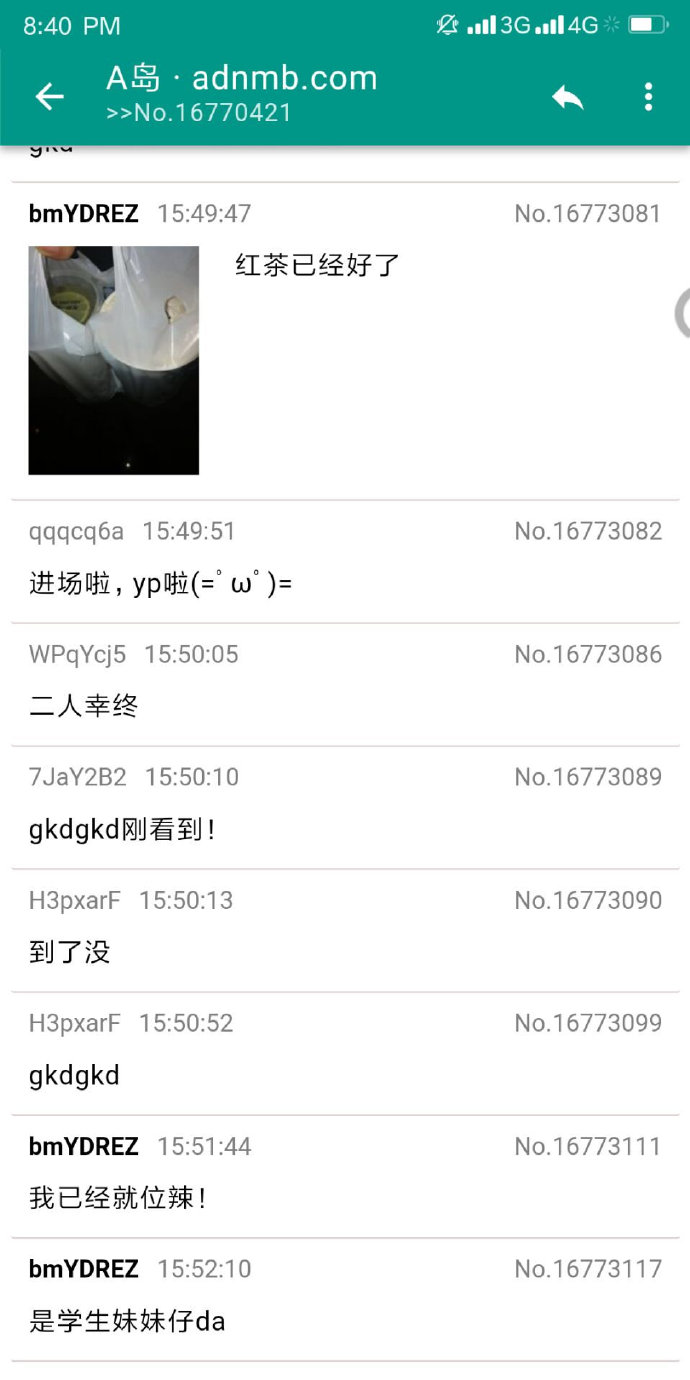 8:40 PM 3G 4G
A岛 · adnmb.com
>>No.16770421
gkd
bmYDREZ 15:49:47 No.16773081
红茶已经好了
qqqcq6a 15:49:51 No.16773082
进场啦，yp啦(=ﾟωﾟ)=
WPqYcj5 15:50:05 No.16773086
二人幸终
7JaY2B2 15:50:10 No.16773089
gkdgkd刚看到！
H3pxarF 15:50:13 No.16773090
到了没
H3pxarF 15:50:52 No.16773099
gkdgkd
bmYDREZ 15:51:44 No.16773111
我已经就位辣！
bmYDREZ 15:52:10 No.16773117
是学生妹妹仔da